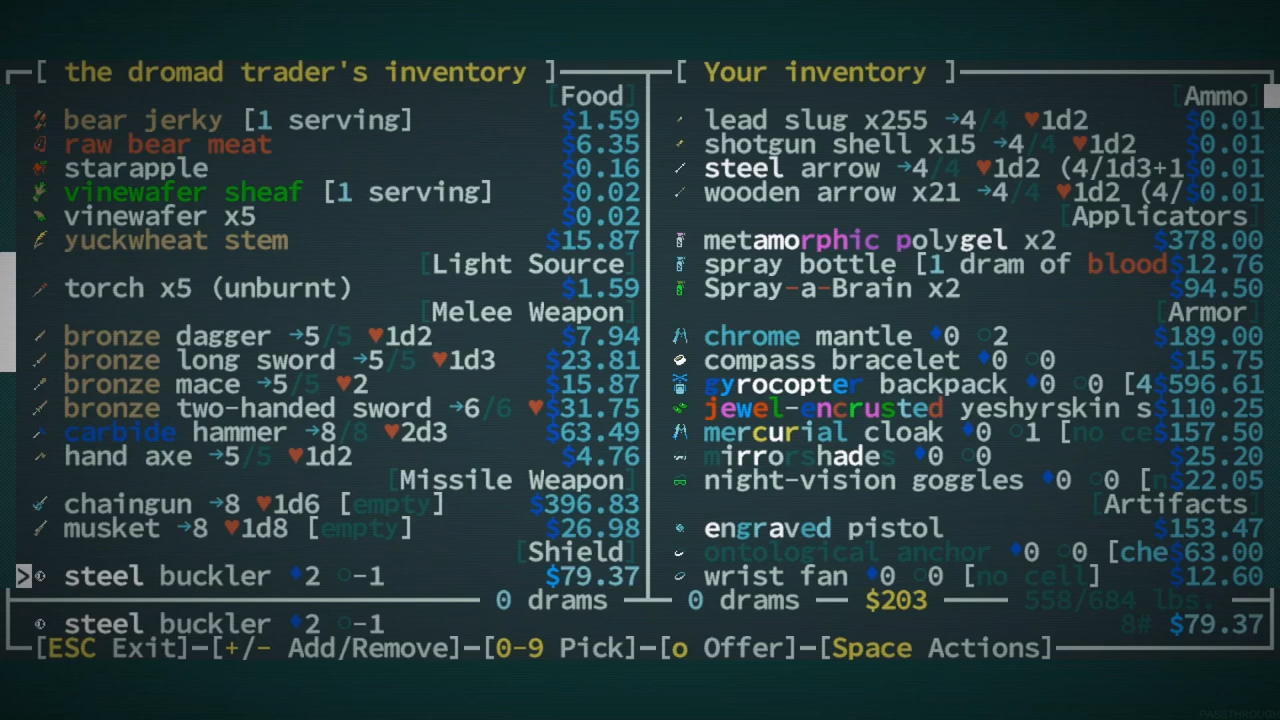 [ the dromad trader's inventory ]
[Food]
bear jerky [1 serving] $1.59
raw bear meat $6.35
starapple $0.16
vinewafer sheaf [1 serving] $0.02
vinewafer x5 $0.02
yuckwheat stem $15.87
[Light Source]
torch x5 (unburnt) $1.59
[Melee Weapon]
bronze dagger →5/5 ♥1d2 $7.94
bronze long sword →5/5 ♥1d3 $23.81
bronze mace →5/5 ♥2 $15.87
bronze two-handed sword →6/6 ♥$31.75
carbide hammer →8/8 ♥2d3 $63.49
hand axe →5/5 ♥1d2 $4.76
[Missile Weapon]
chaingun →8 ♥1d6 [empty] $396.83
musket →8 ♥1d8 [empty] $26.98
[Shield]
> steel buckler ♦2 ○-1 $79.37
0 drams
[ Your inventory ]
[Ammo]
lead slug x255 →4/4 ♥1d2 $0.01
shotgun shell x15 →4/4 ♥1d2 $0.01
steel arrow →4/4 ♥1d2 (4/1d3+1$0.01
wooden arrow x21 →4/4 ♥1d2 (4/$0.01
[Applicators]
metamorphic polygel x2 $378.00
spray bottle [1 dram of blood$12.76
Spray-a-Brain x2 $94.50
[Armor]
chrome mantle ♦0 ○2 $189.00
compass bracelet ♦0 ○0 $15.75
gyrocopter backpack ♦0 ○0 [4$596.61
jewel-encrusted yeshyrskin s$110.25
mercurial cloak ♦0 ○1 [no ce$157.50
mirrorshades ♦0 ○0 $25.20
night-vision goggles ♦0 ○0 [n$22.05
[Artifacts]
engraved pistol $153.47
ontological anchor ♦0 ○0 [che$63.00
wrist fan ♦0 ○0 [no cell] $12.60
0 drams — $203 — 558/684 lbs.
steel buckler ♦2 ○-1 8# $79.37
[ESC Exit]—[+/- Add/Remove]—[0-9 Pick]—[o Offer]—[Space Actions]